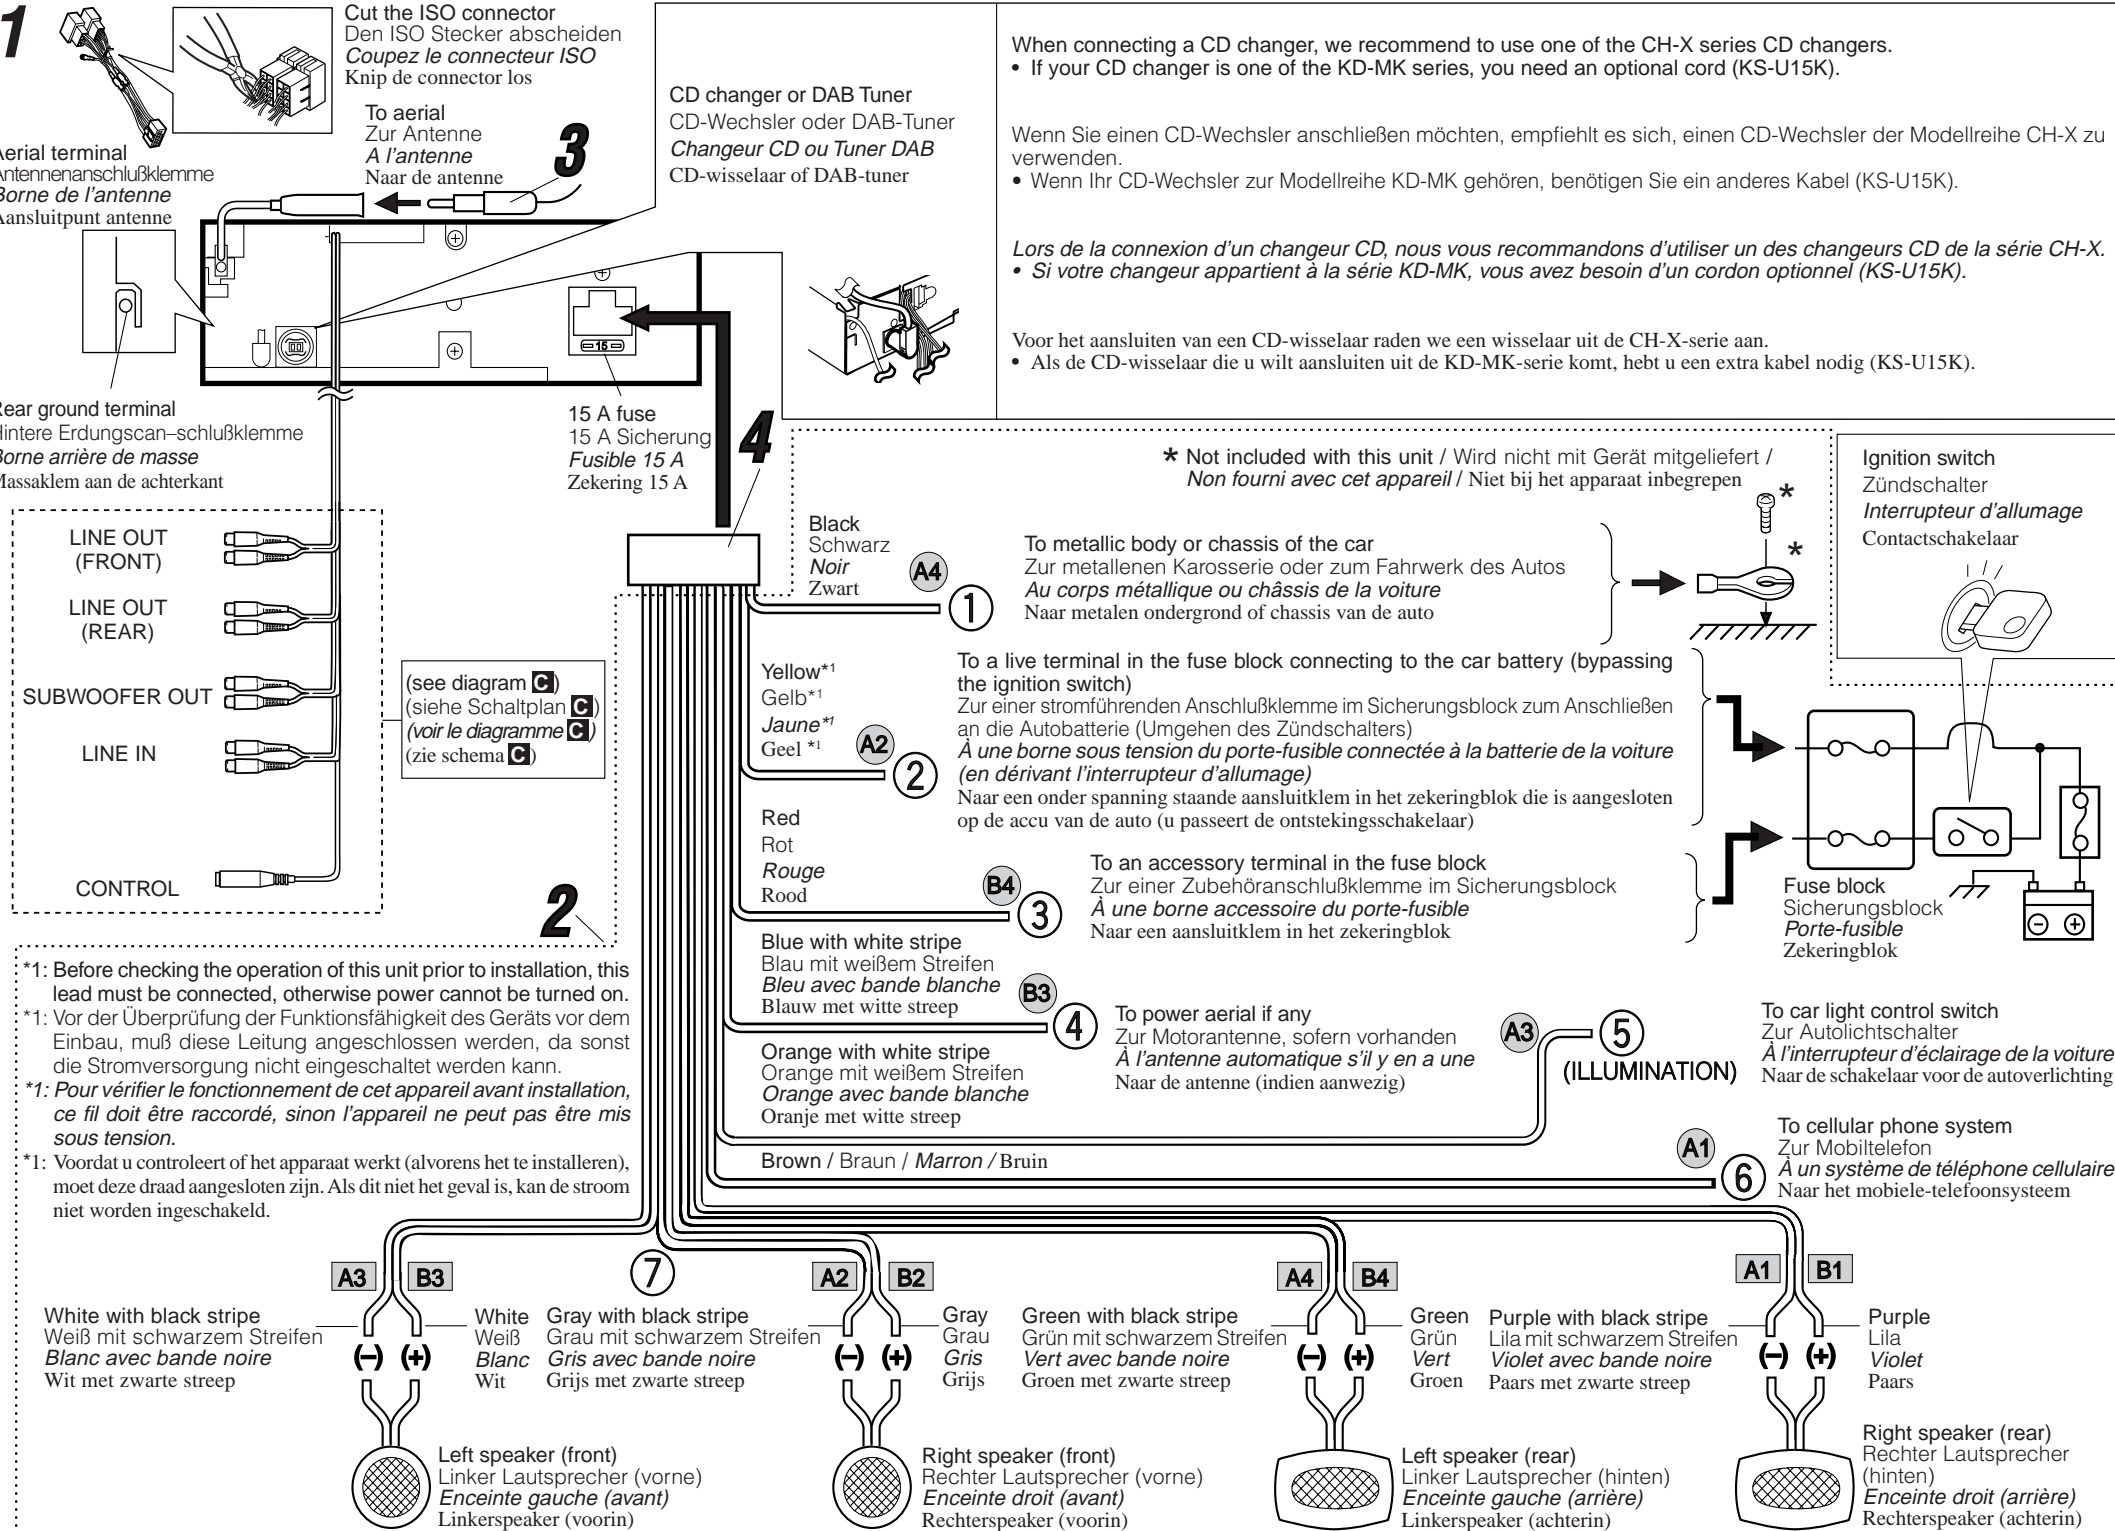 1
Cut the ISO connector
Den ISO Stecker abscheiden
Coupez le connecteur ISO
Knip de connector los
To aerial
Zur Antenne
A l’antenne
Naar de antenne
3
Aerial terminal
Antennenanschlußklemme
Borne de l’antenne
Aansluitpunt antenne
CD changer or DAB Tuner
CD-Wechsler oder DAB-Tuner
Changeur CD ou Tuner DAB
CD-wisselaar of DAB-tuner
When connecting a CD changer, we recommend to use one of the CH-X series CD changers.
• If your CD changer is one of the KD-MK series, you need an optional cord (KS-U15K).
Wenn Sie einen CD-Wechsler anschließen möchten, empfiehlt es sich, einen CD-Wechsler der Modellreihe CH-X zu
verwenden.
• Wenn Ihr CD-Wechsler zur Modellreihe KD-MK gehören, benötigen Sie ein anderes Kabel (KS-U15K).
Lors de la connexion d’un changeur CD, nous vous recommandons d’utiliser un des changeurs CD de la série CH-X.
• Si votre changeur appartient à la série KD-MK, vous avez besoin d’un cordon optionnel (KS-U15K).
Voor het aansluiten van een CD-wisselaar raden we een wisselaar uit de CH-X-serie aan.
• Als de CD-wisselaar die u wilt aansluiten uit de KD-MK-serie komt, hebt u een extra kabel nodig (KS-U15K).
15
Rear ground terminal
Hintere Erdungscan–schlußklemme
Borne arrière de masse
Massaklem aan de achterkant
15 A fuse
15 A Sicherung
Fusible 15 A
Zekering 15 A
4
* Not included with this unit / Wird nicht mit Gerät mitgeliefert /
Non fourni avec cet appareil / Niet bij het apparaat inbegrepen
*
*
Ignition switch
Zündschalter
Interrupteur d’allumage
Contactschakelaar
LINE OUT
(FRONT)
LINE OUT
(REAR)
SUBWOOFER OUT
LINE IN
CONTROL
(see diagram C)
(siehe Schaltplan C)
(voir le diagramme C)
(zie schema C)
Black
Schwarz
Noir
Zwart
A4
1
To metallic body or chassis of the car
Zur metallenen Karosserie oder zum Fahrwerk des Autos
Au corps métallique ou châssis de la voiture
Naar metalen ondergrond of chassis van de auto
Yellow*1
Gelb*1
Jaune*1
Geel *1
A2
2
To a live terminal in the fuse block connecting to the car battery (bypassing
the ignition switch)
Zur einer stromführenden Anschlußklemme im Sicherungsblock zum Anschließen
an die Autobatterie (Umgehen des Zündschalters)
À une borne sous tension du porte-fusible connectée à la batterie de la voiture
(en dérivant l’interrupteur d’allumage)
Naar een onder spanning staande aansluitklem in het zekeringblok die is aangesloten
op de accu van de auto (u passeert de ontstekingsschakelaar)
Red
Rot
Rouge
Rood
B4
3
To an accessory terminal in the fuse block
Zur einer Zubehöranschlußklemme im Sicherungsblock
À une borne accessoire du porte-fusible
Naar een aansluitklem in het zekeringblok
Fuse block
Sicherungsblock
Porte-fusible
Zekeringblok
2
Blue with white stripe
Blau mit weißem Streifen
Bleu avec bande blanche
Blauw met witte streep
B3
4
To power aerial if any
Zur Motorantenne, sofern vorhanden
À l’antenne automatique s’il y en a une
Naar de antenne (indien aanwezig)
Orange with white stripe
Orange mit weißem Streifen
Orange avec bande blanche
Oranje met witte streep
A3
5
(ILLUMINATION)
To car light control switch
Zur Autolichtschalter
À l’interrupteur d’éclairage de la voiture
Naar de schakelaar voor de autoverlichting
Brown / Braun / Marron / Bruin
A1
6
To cellular phone system
Zur Mobiltelefon
À un système de téléphone cellulaire
Naar het mobiele-telefoonsysteem
*1: Before checking the operation of this unit prior to installation, this
lead must be connected, otherwise power cannot be turned on.
*1: Vor der Überprüfung der Funktionsfähigkeit des Geräts vor dem
Einbau, muß diese Leitung angeschlossen werden, da sonst
die Stromversorgung nicht eingeschaltet werden kann.
*1: Pour vérifier le fonctionnement de cet appareil avant installation,
ce fil doit être raccordé, sinon l’appareil ne peut pas être mis
sous tension.
*1: Voordat u controleert of het apparaat werkt (alvorens het te installeren),
moet deze draad aangesloten zijn. Als dit niet het geval is, kan de stroom
niet worden ingeschakeld.
7
A3 B3
White with black stripe
Weiß mit schwarzem Streifen
Blanc avec bande noire
Wit met zwarte streep
(–) (+)
White
Weiß
Blanc
Wit
A2 B2
Gray with black stripe
Grau mit schwarzem Streifen
Gris avec bande noire
Grijs met zwarte streep
(–) (+)
Gray
Grau
Gris
Grijs
A4 B4
Green with black stripe
Grün mit schwarzem Streifen
Vert avec bande noire
Groen met zwarte streep
(–) (+)
Green
Grün
Vert
Groen
A1 B1
Purple with black stripe
Lila mit schwarzem Streifen
Violet avec bande noire
Paars met zwarte streep
(–) (+)
Purple
Lila
Violet
Paars
Left speaker (front)
Linker Lautsprecher (vorne)
Enceinte gauche (avant)
Linkerspeaker (voorin)
Right speaker (front)
Rechter Lautsprecher (vorne)
Enceinte droit (avant)
Rechterspeaker (voorin)
Left speaker (rear)
Linker Lautsprecher (hinten)
Enceinte gauche (arrière)
Linkerspeaker (achterin)
Right speaker (rear)
Rechter Lautsprecher
(hinten)
Enceinte droit (arrière)
Rechterspeaker (achterin)